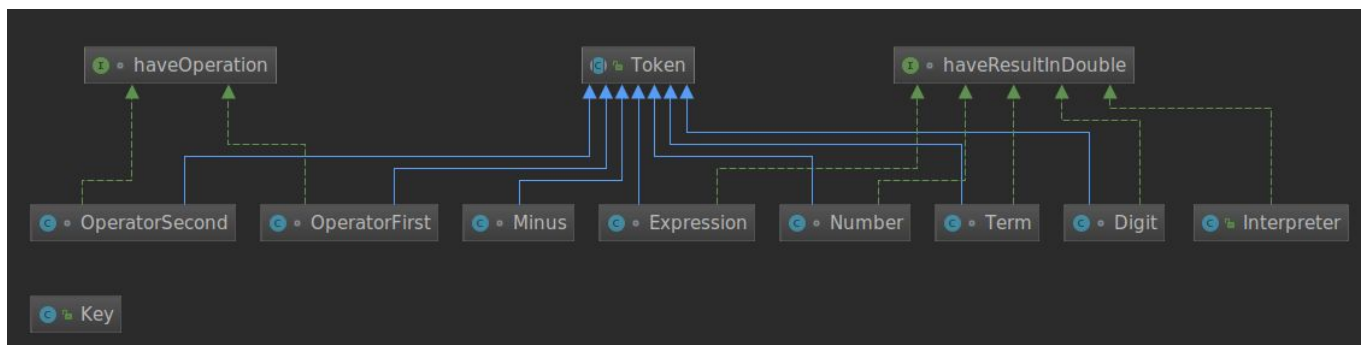 haveOperation Token haveResultInDouble
OperatorSecond OperatorFirst Minus Expression Number Term Digit Interpreter
Key